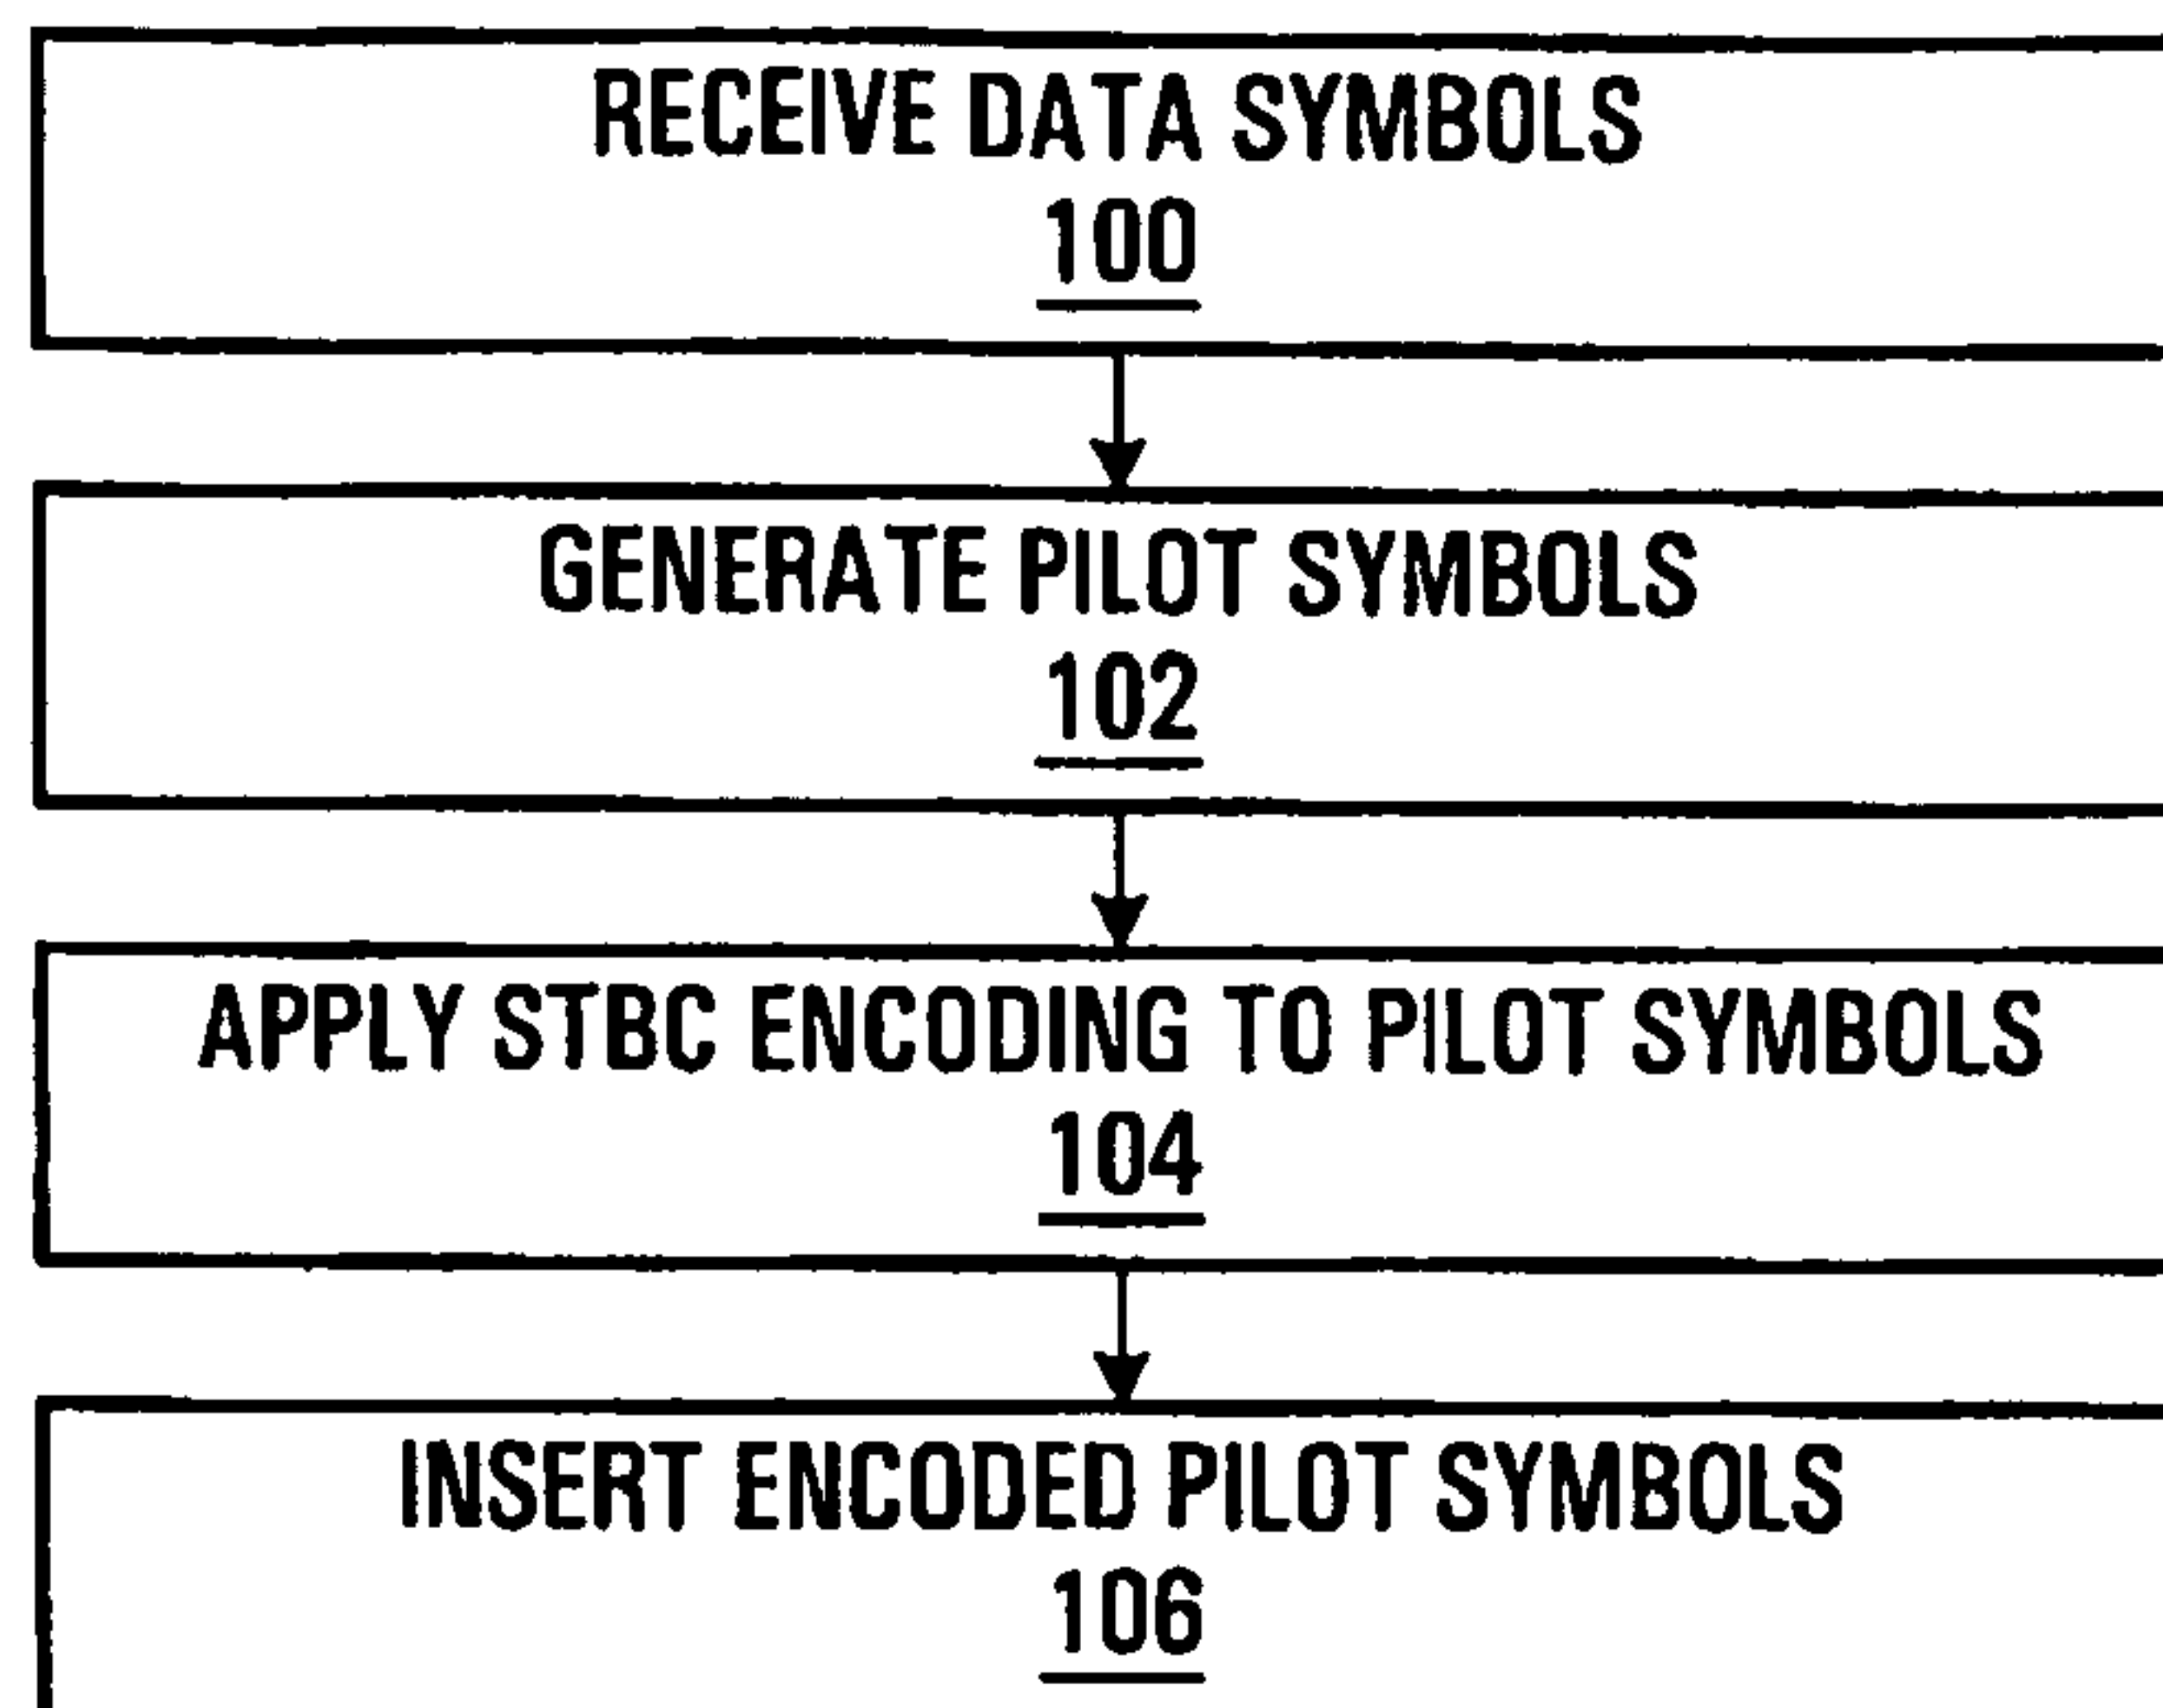 RECEIVE DATA SYMBOLS
100
GENERATE PILOT SYMBOLS
102
APPLY STBC ENCODING TO PILOT SYMBOLS
104
INSERT ENCODED PILOT SYMBOLS
106